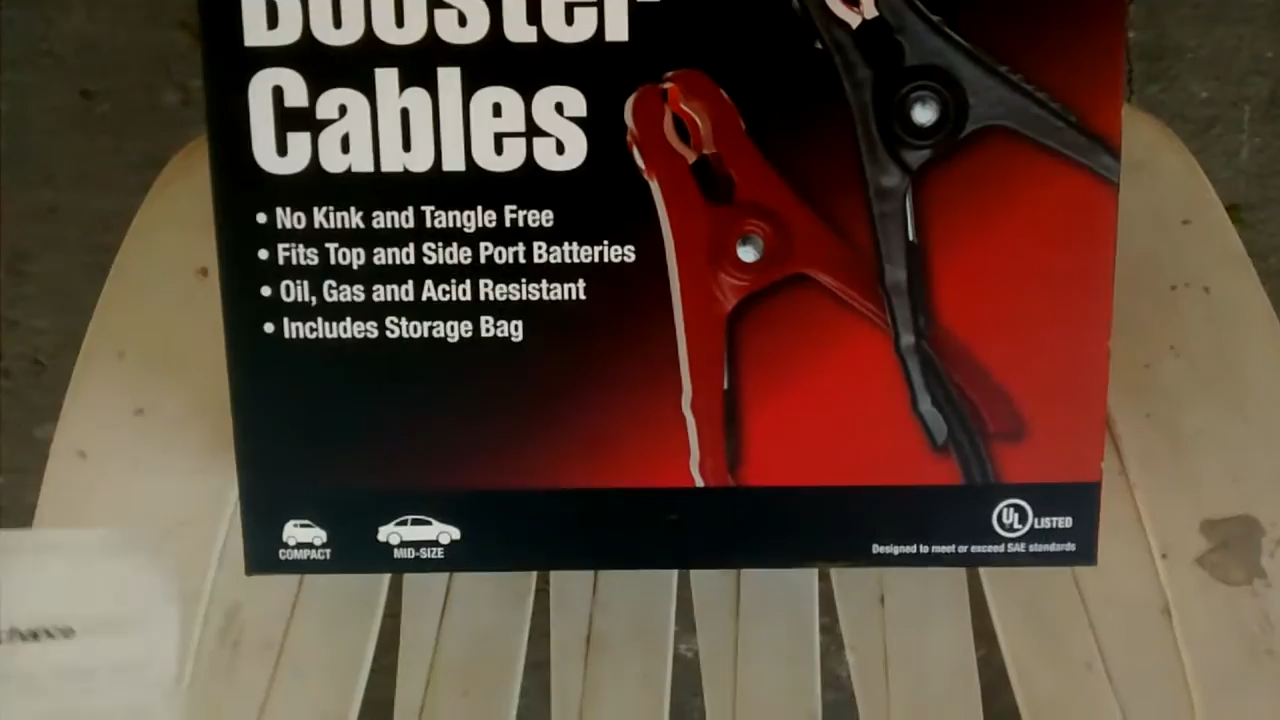 Booster
Cables
• No Kink and Tangle Free
• Fits Top and Side Port Batteries
• Oil, Gas and Acid Resistant
• Includes Storage Bag
COMPACT
MID-SIZE
UL LISTED
Designed to meet or exceed SAE standards